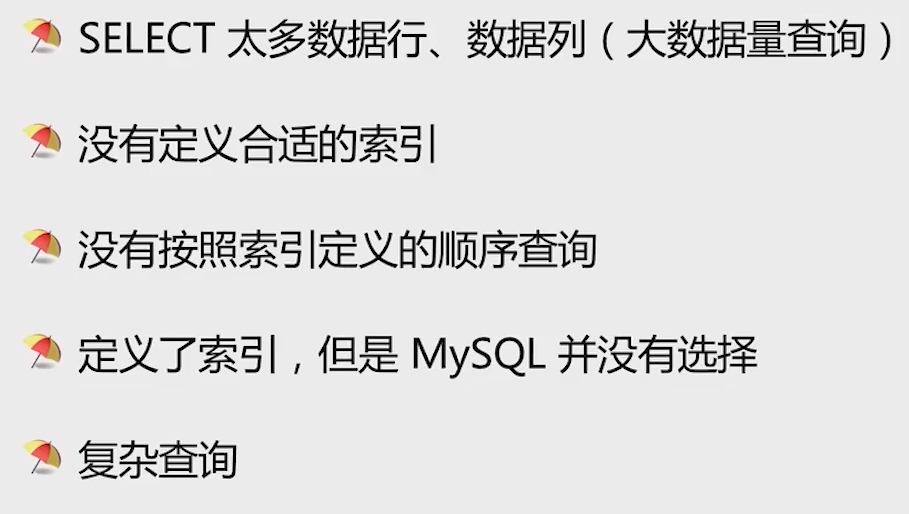 SELECT 太多数据行、数据列（大数据量查询）
没有定义合适的索引
没有按照索引定义的顺序查询
定义了索引，但是 MySQL 并没有选择
复杂查询